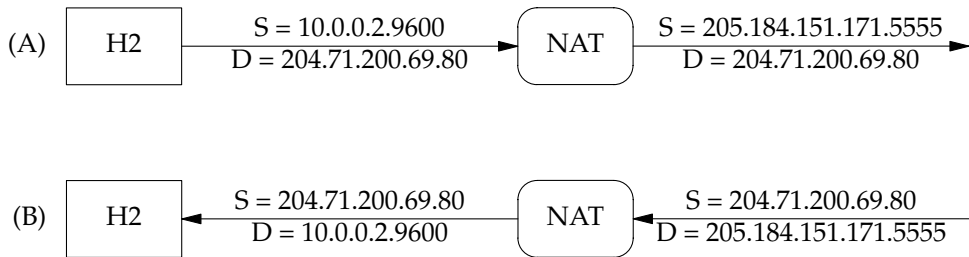 (A)
H2
S = 10.0.0.2.9600
D = 204.71.200.69.80
NAT
S = 205.184.151.171.5555
D = 204.71.200.69.80
(B)
H2
S = 204.71.200.69.80
D = 10.0.0.2.9600
NAT
S = 204.71.200.69.80
D = 205.184.151.171.5555